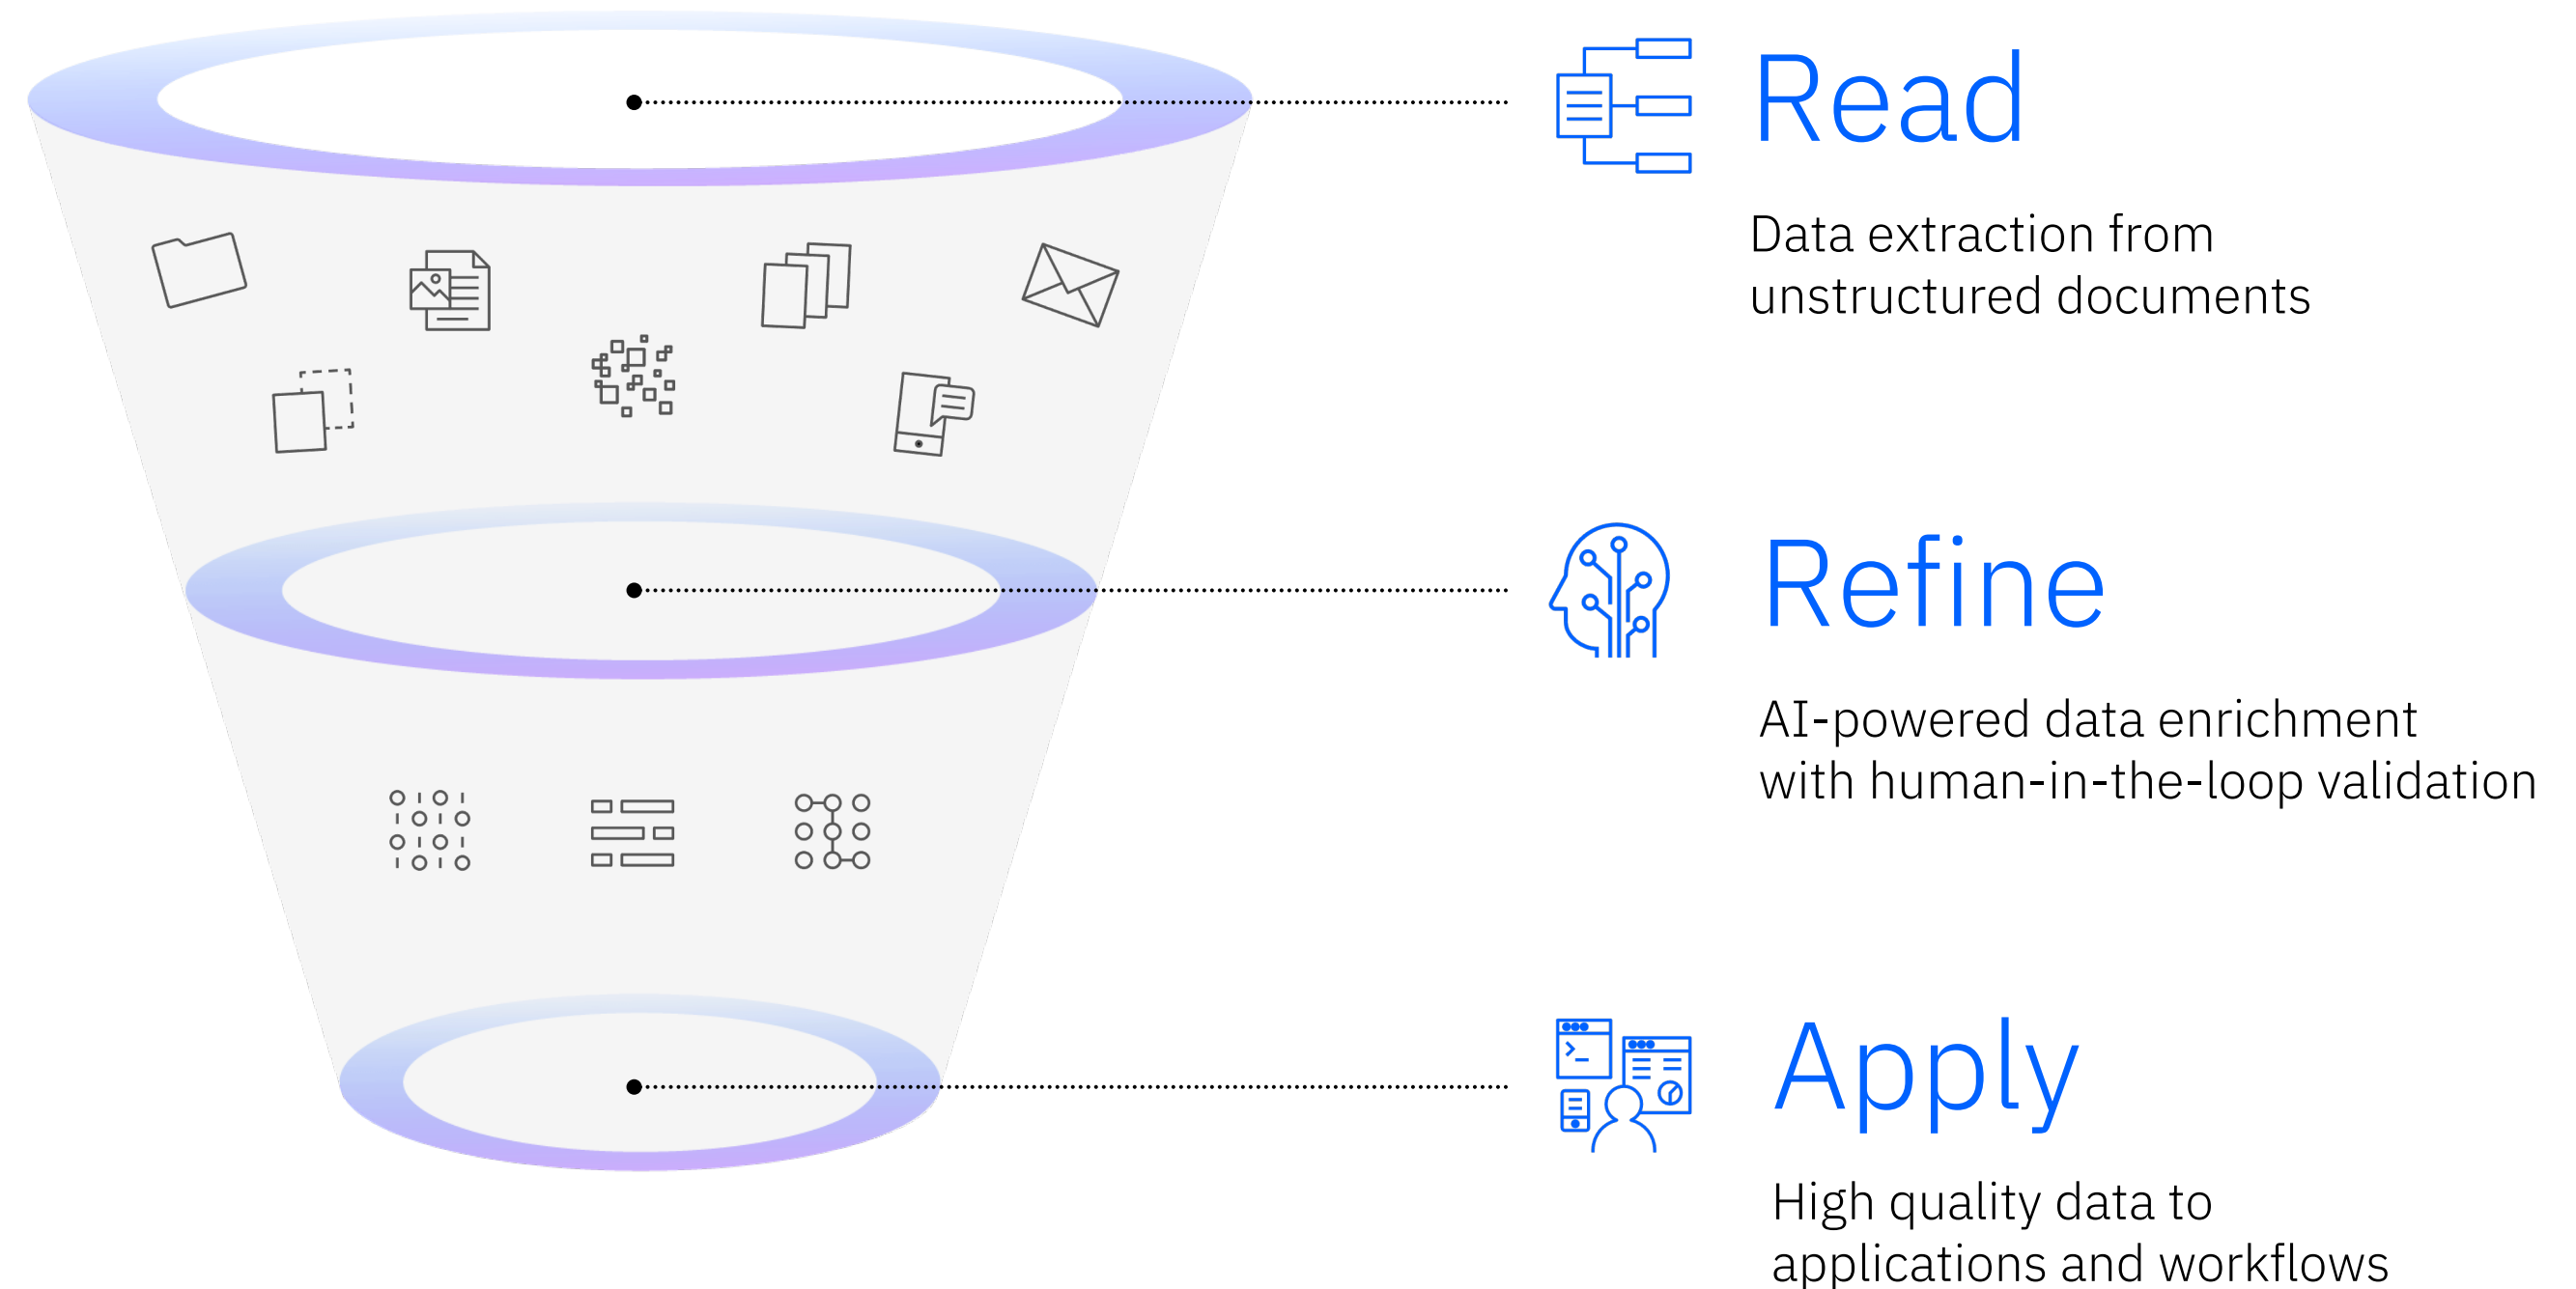 Read
Data extraction from
unstructured documents
Refine
AI-powered data enrichment
with human-in-the-loop validation
Apply
High quality data to
applications and workflows